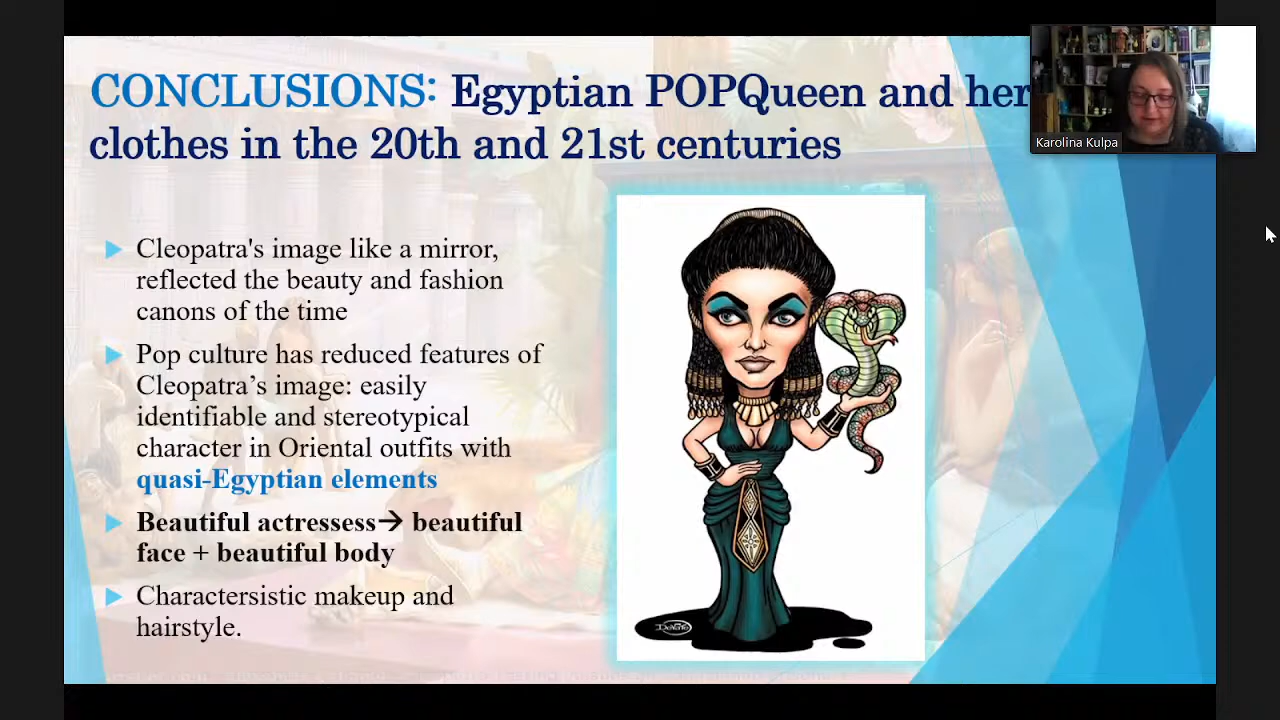 CONCLUSIONS: Egyptian POPQueen and her
clothes in the 20th and 21st centuries
Karolina Kulpa
Cleopatra's image like a mirror,
reflected the beauty and fashion
canons of the time
Pop culture has reduced features of
Cleopatra’s image: easily
identifiable and stereotypical
character in Oriental outfits with
quasi-Egyptian elements
Beautiful actressess→ beautiful
face + beautiful body
Charactersistic makeup and
hairstyle.